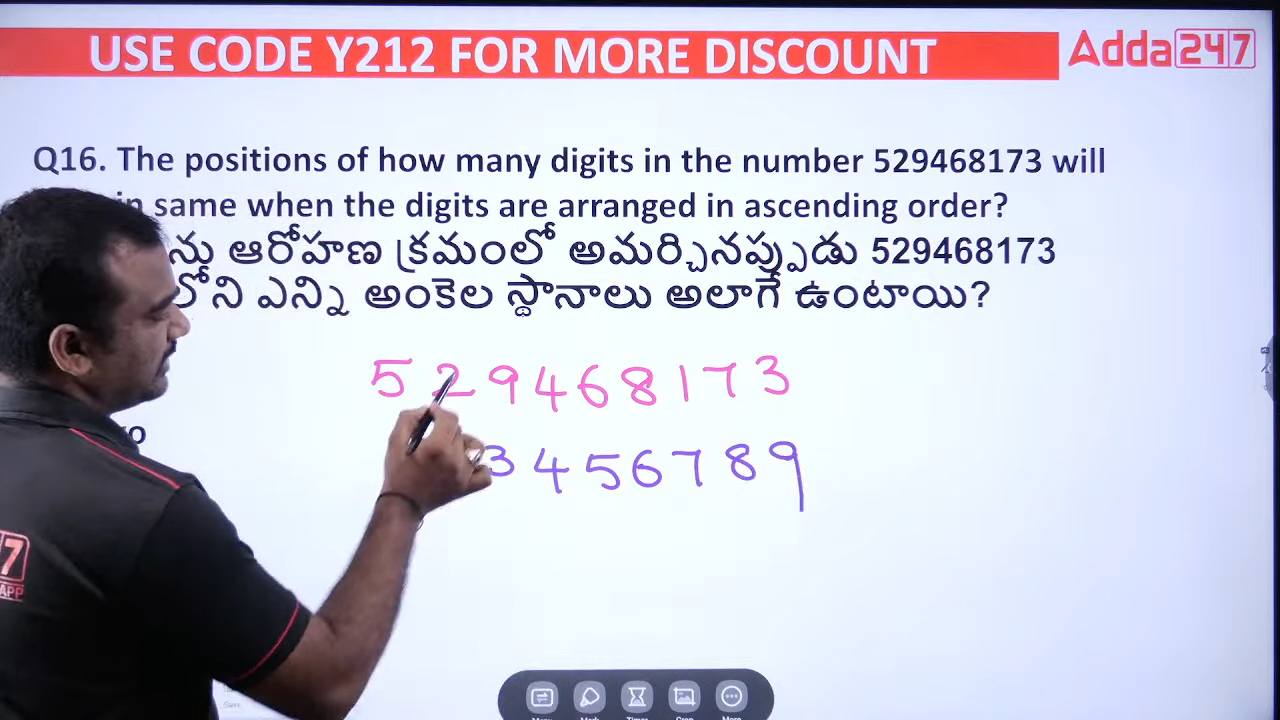 USE CODE Y212 FOR MORE DISCOUNT
Adda247
Q16. The positions of how many digits in the number 529468173 will
in same when the digits are arranged in ascending order?
ను ఆరోహణ క్రమంలో అమర్చినప్పుడు 529468173
లోని ఎన్ని అంకెల స్థానాలు అలాగే ఉంటాయి?
529468173
3456789
7
APP